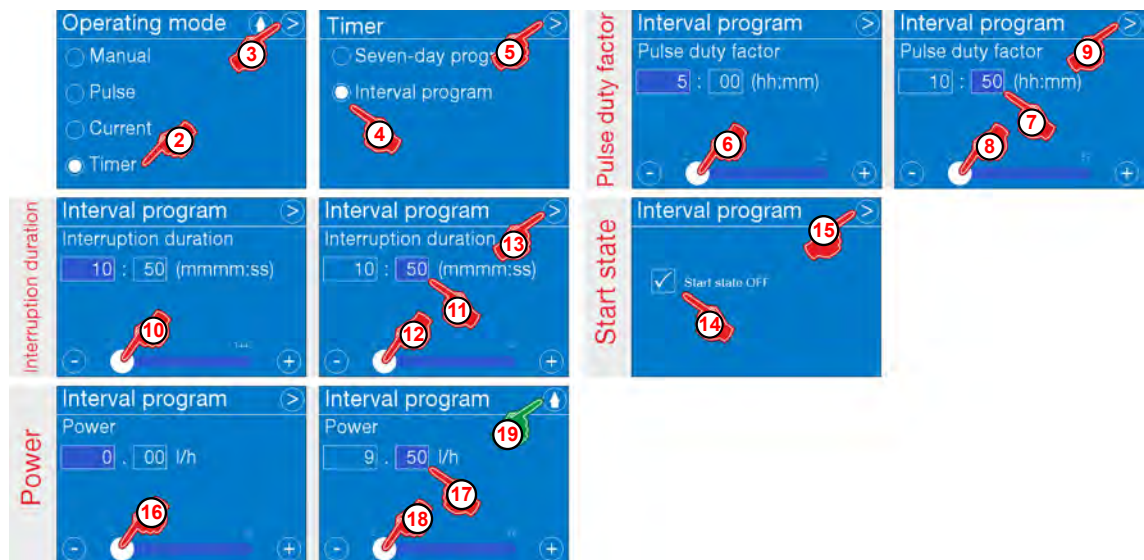 Operating mode >
3
Manual
Pulse
Current
2
Timer
Timer >
Seven-day prog
5
Interval program
4
Pulse duty factor
Interval program >
Pulse duty factor
5 : 00 (hh:mm)
6
- +
Interval program >
9
Pulse duty factor
10 : 50 (hh:mm)
7
8
- +
Interruption duration
Interval program >
Interruption duration
10 : 50 (mmmm:ss)
10
- +
Interval program >
Interruption duration
13
10 : 50 (mmmm:ss)
11
12
- +
Start state
Interval program >
15
Start state OFF
14
Power
Interval program >
Power
0 . 00 l/h
16
- +
Interval program
19
Power
9 . 50 l/h
17
18
- +